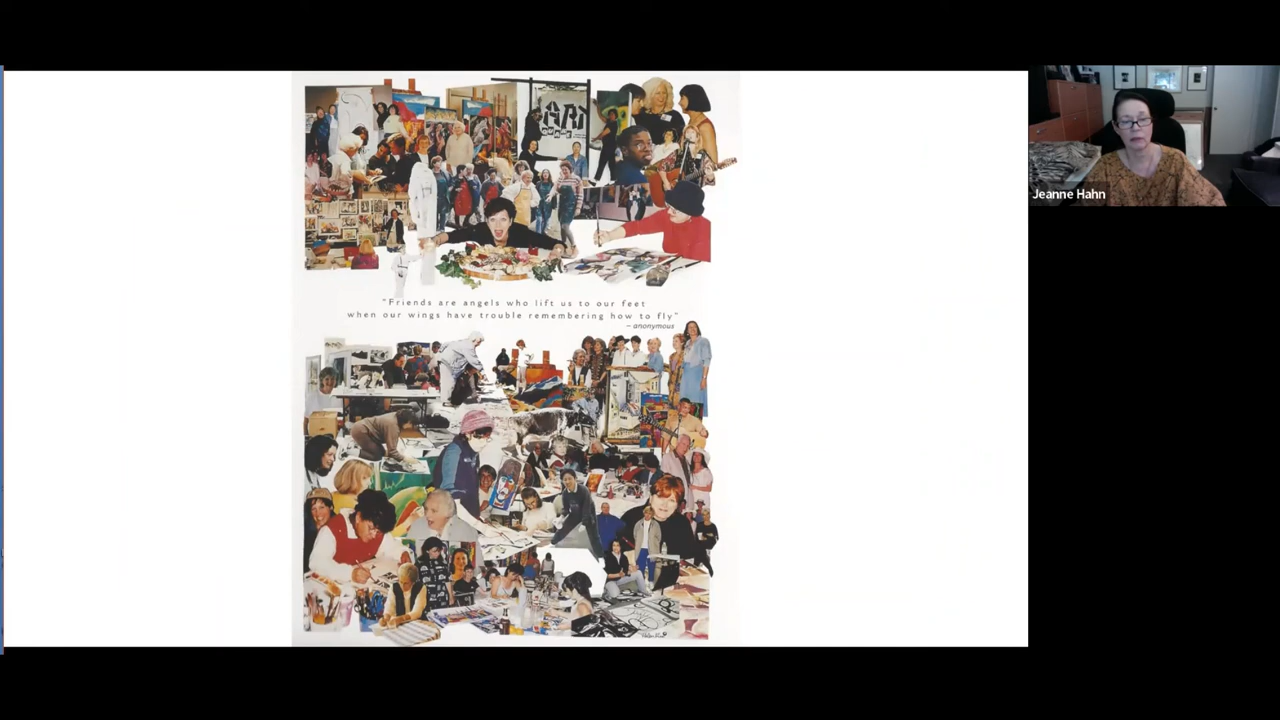 ART
"Friends are angels who lift us to our feet
when our wings have trouble remembering how to fly"
– anonymous
Jeanne Hahn